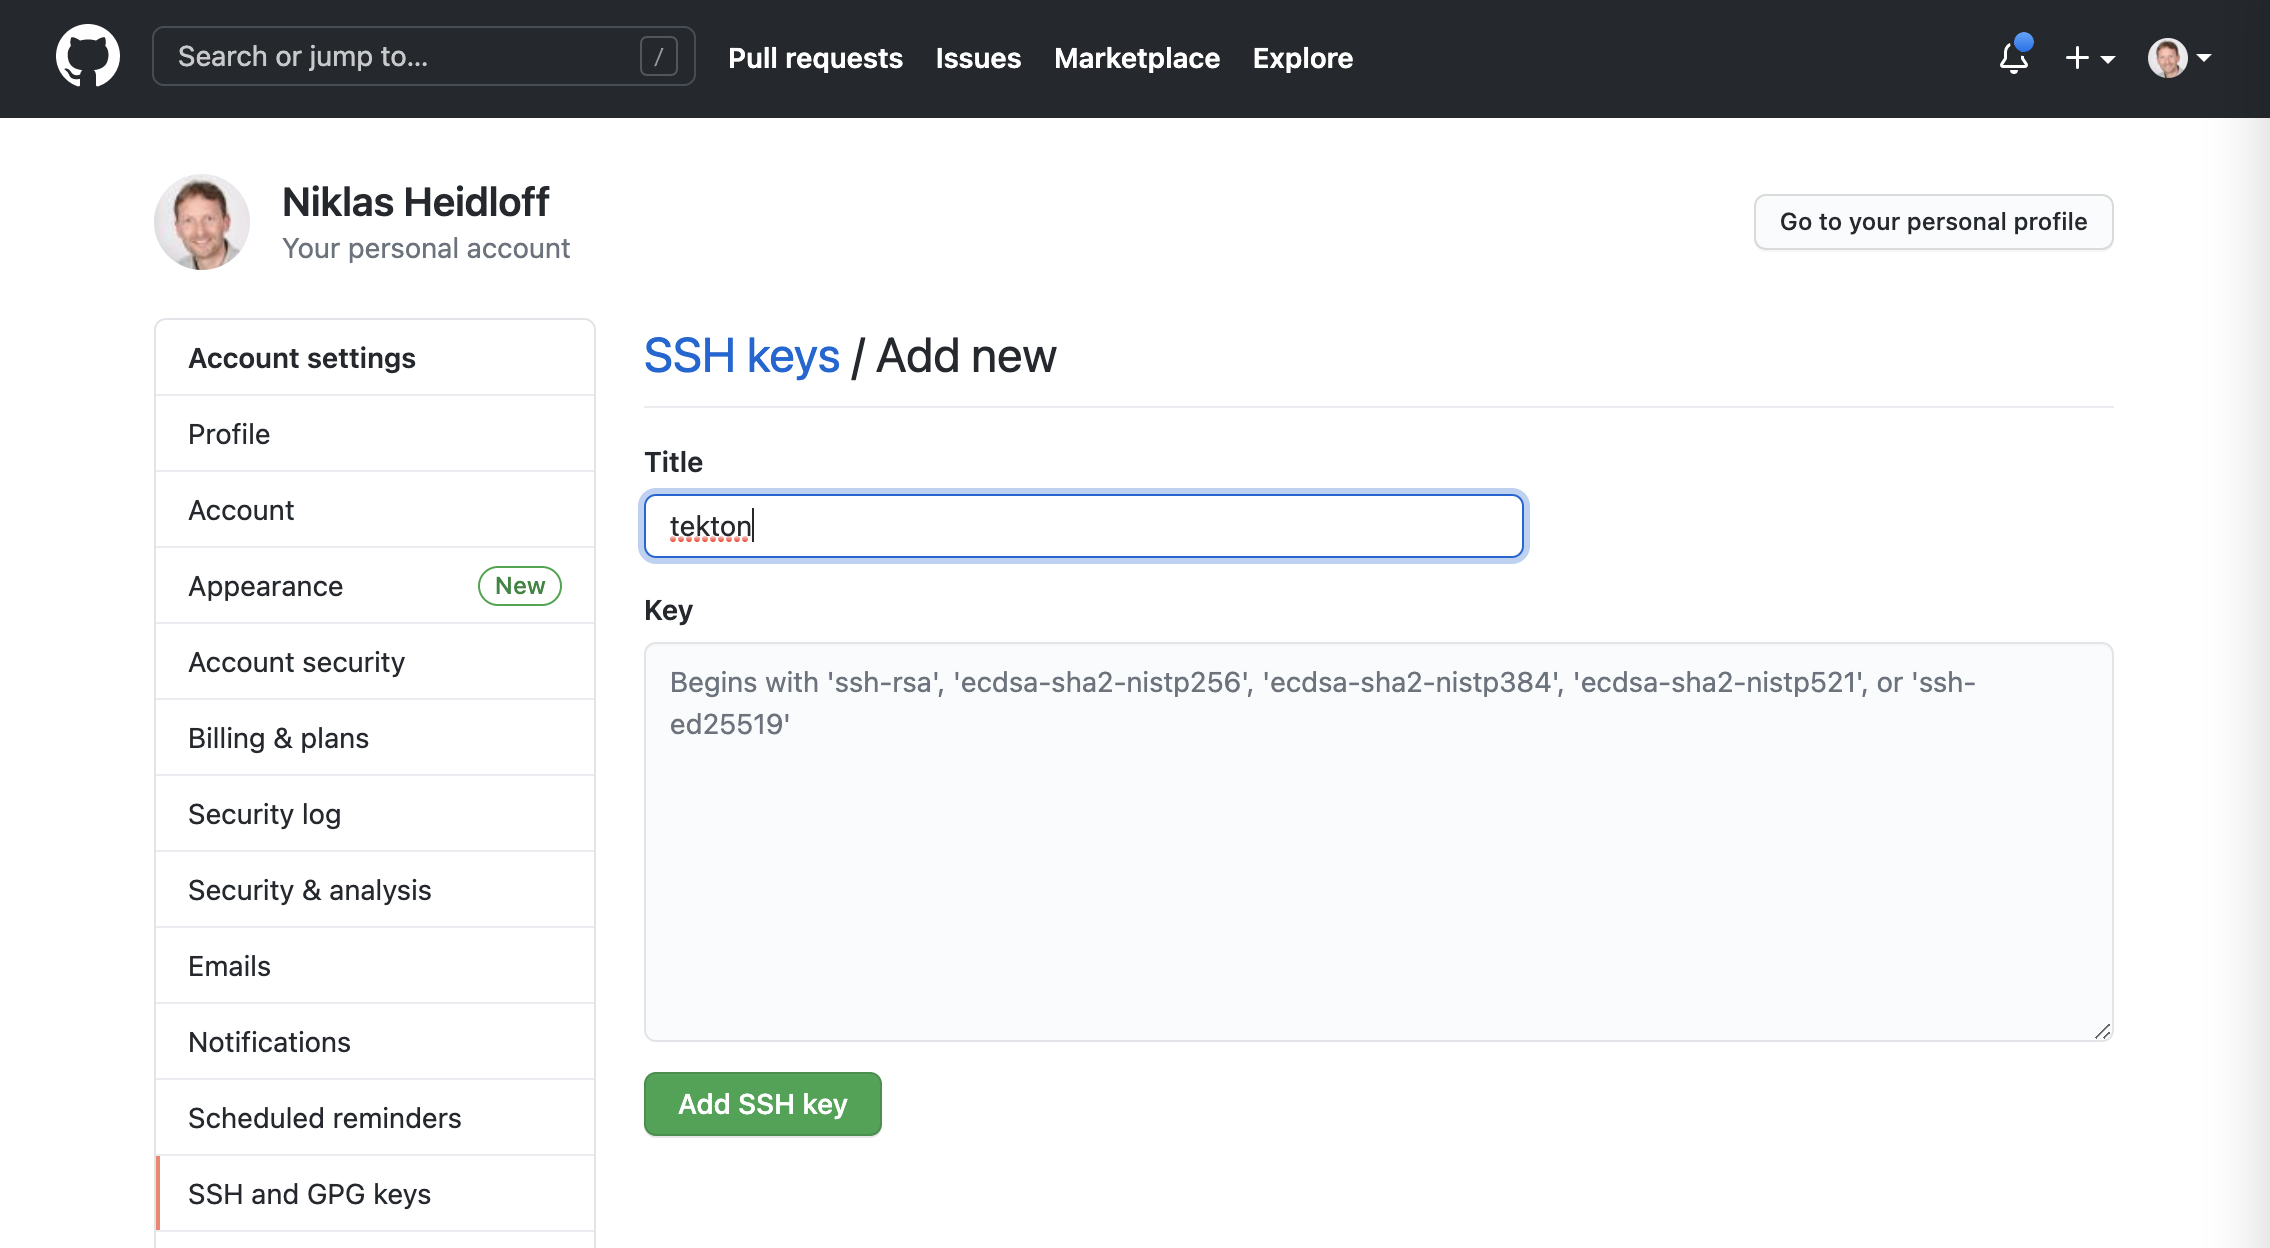 Search or jump to...
/
Pull requests
Issues
Marketplace
Explore
Niklas Heidloff
Your personal account
Go to your personal profile
Account settings
Profile
Account
Appearance
New
Account security
Billing & plans
Security log
Security & analysis
Emails
Notifications
Scheduled reminders
SSH and GPG keys
SSH keys / Add new
Title
tekton
Key
Begins with 'ssh-rsa', 'ecdsa-sha2-nistp256', 'ecdsa-sha2-nistp384', 'ecdsa-sha2-nistp521', or 'ssh-
ed25519'
Add SSH key